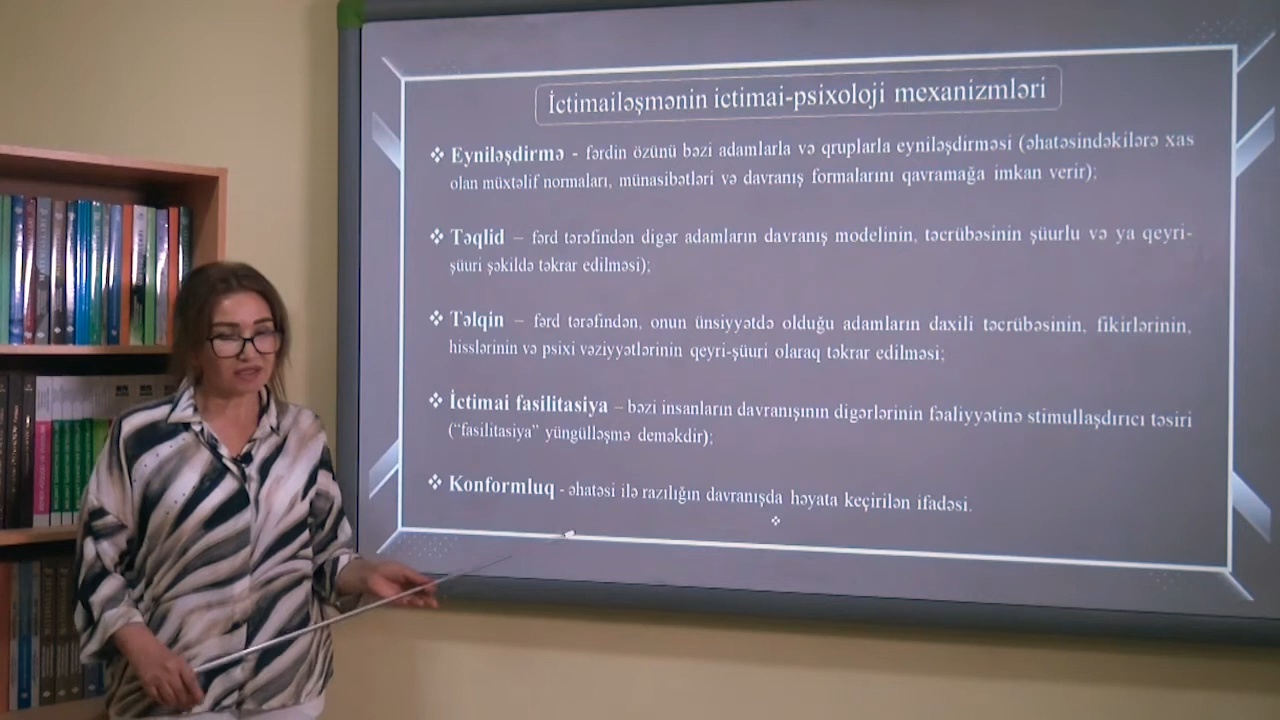 İctimailəşmənin ictimai-psixoloji mexanizmləri
❖ Eyniləşdirmə - fərdin özünü bəzi adamlarla və qruplarla eyniləşdirməsi (əhatəsindəkilərə xas
olan müxtəlif normaları, münasibətləri və davranış formalarını qavramağa imkan verir);
❖ Təqlid – fərd tərəfindən digər adamların davranış modelinin, təcrübəsinin şüurlu və ya qeyri-
şüuri şəkildə təkrar edilməsi);
❖ Təlqin – fərd tərəfindən, onun ünsiyyətdə olduğu adamların daxili təcrübəsinin, fikirlərinin,
hisslərinin və psixi vəziyyətlərinin qeyri-şüuri olaraq təkrar edilməsi;
❖ İctimai fasilitasiya – bəzi insanların davranışının digərlərinin fəaliyyətinə stimullaşdırıcı təsiri
(“fasilitasiya” yüngülləşmə deməkdir);
❖ Konformluq - əhatəsi ilə razılığın davranışda həyata keçirilən ifadəsi.
❖